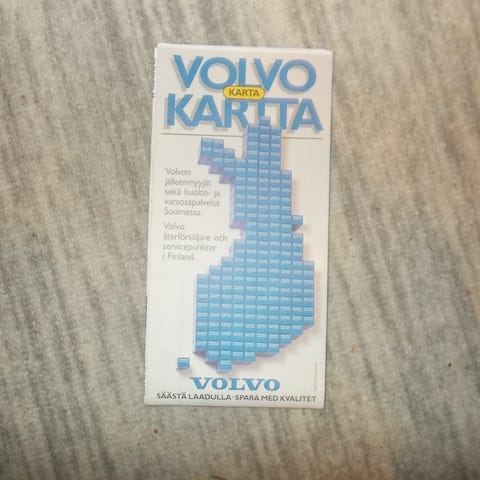 VOLVO
KARTA
KARTTA
Volvon
jälleenmyyjät
sekä huolto- ja
varaosapalvelut
Suomessa.
Volvo
återförsäljare och
servicepunkter
i Finland.
VOLVO
SÄÄSTÄ LAADULLA·SPARA MED KVALITET